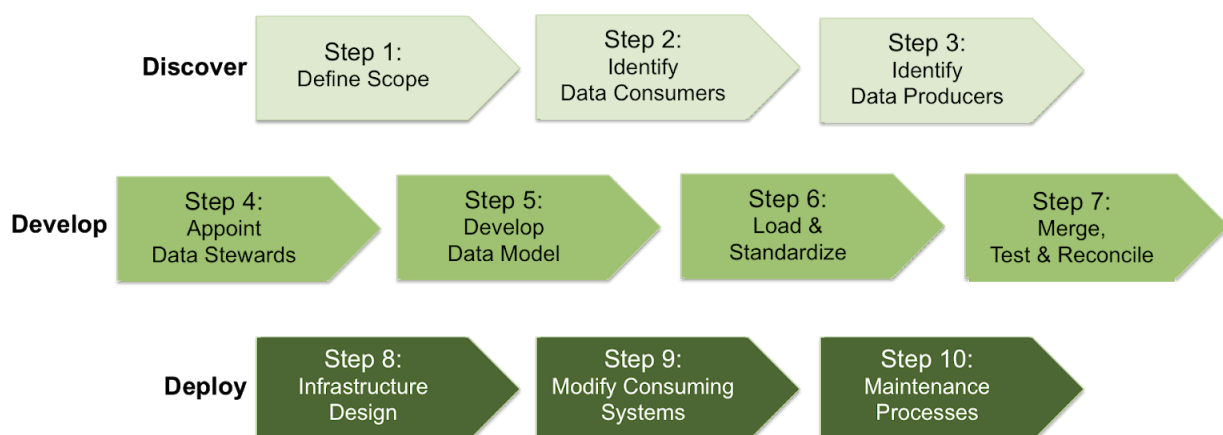 Discover
Step 1:
Define Scope
Step 2:
Identify
Data Consumers
Step 3:
Identify
Data Producers
Develop
Step 4:
Appoint
Data Stewards
Step 5:
Develop
Data Model
Step 6:
Load &
Standardize
Step 7:
Merge,
Test & Reconcile
Deploy
Step 8:
Infrastructure
Design
Step 9:
Modify Consuming
Systems
Step 10:
Maintenance
Processes